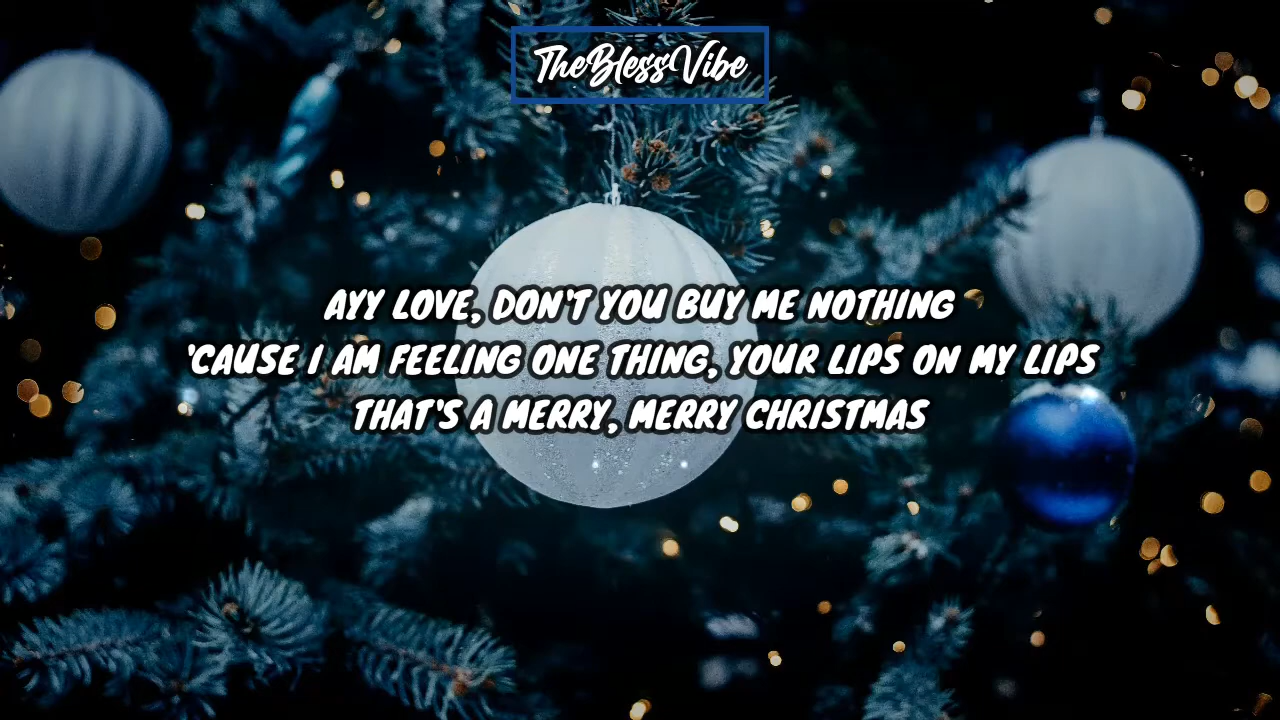 TheBlessVibe
AYY LOVE, DON'T YOU BUY ME NOTHING
'CAUSE I AM FEELING ONE THING, YOUR LIPS ON MY LIPS
THAT'S A MERRY, MERRY CHRISTMAS